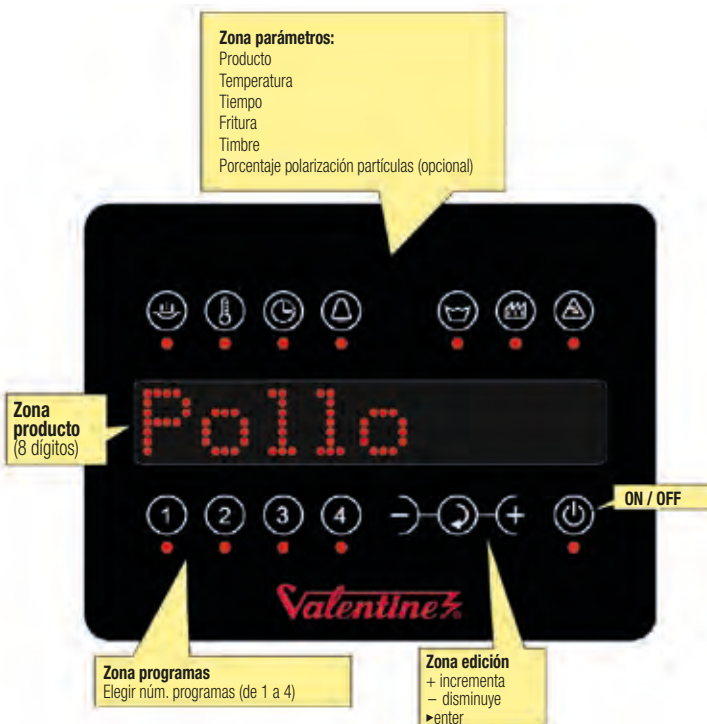 Zona parámetros:
Producto
Temperatura
Tiempo
Fritura
Timbre
Porcentaje polarización partículas (opcional)
Zona
producto
(8 dígitos)
Pollo
1 2 3 4 − +
ON / OFF
Valentine
Zona programas
Elegir núm. programas (de 1 a 4)
Zona edición
+ incrementa
− disminuye
►enter